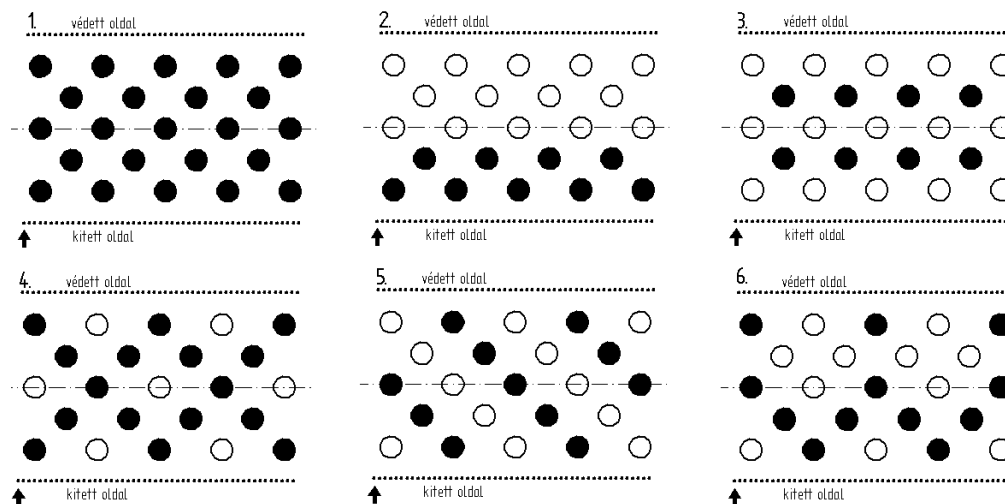 1. védett oldal
kitett oldal
2. védett oldal
kitett oldal
3. védett oldal
kitett oldal
4. védett oldal
kitett oldal
5. védett oldal
kitett oldal
6. védett oldal
kitett oldal